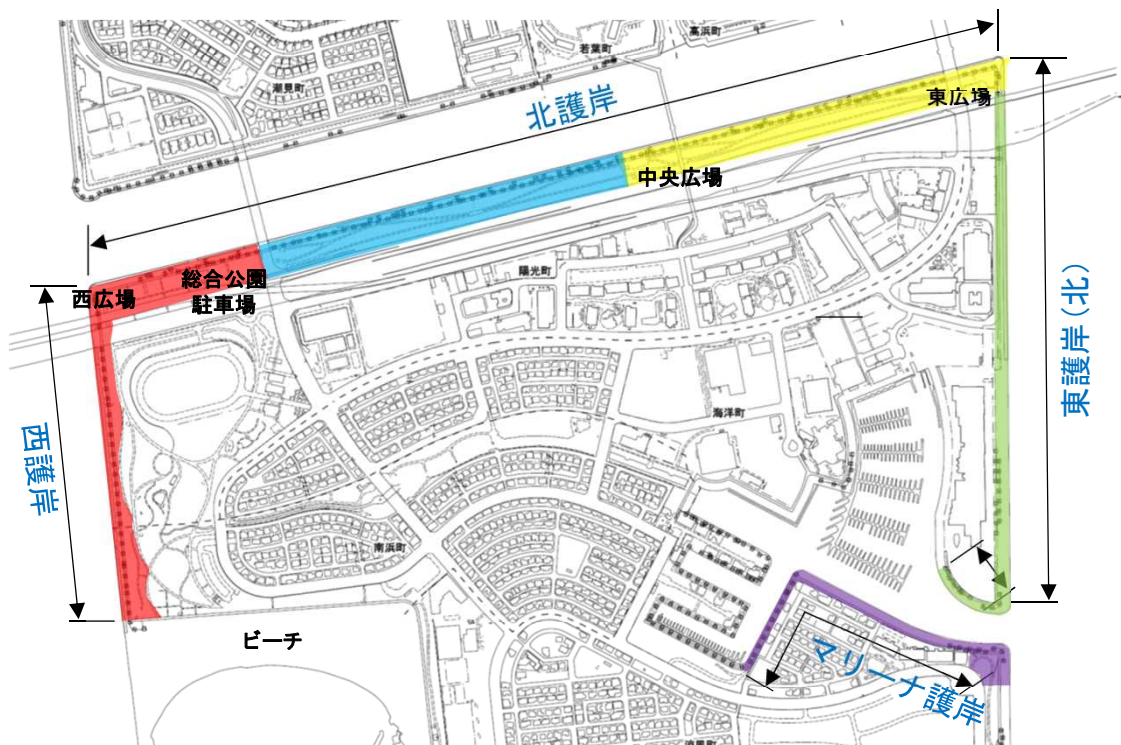 高浜町
若葉町
潮見町
北護岸
東広場
中央広場
総合公園
駐車場
西広場
陽光町
東護岸（北）
海洋町
西護岸
南浜町
ビーチ
マリーナ護岸